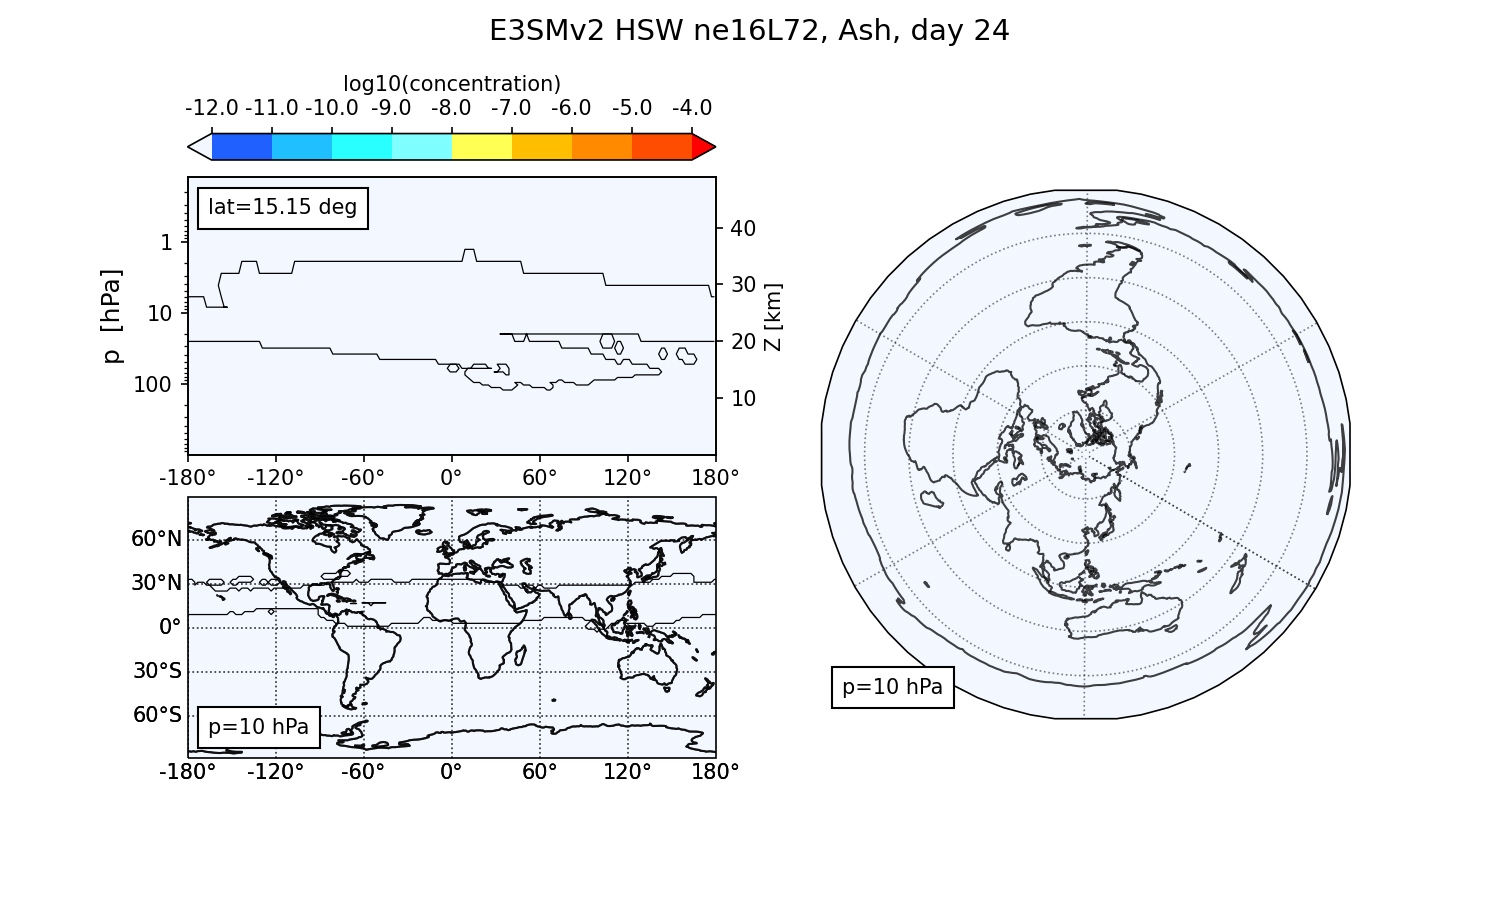 E3SMv2 HSW ne16L72, Ash, day 24
log10(concentration)
-12.0 -11.0 -10.0 -9.0 -8.0 -7.0 -6.0 -5.0 -4.0
lat=15.15 deg
p [hPa]
1
10
100
40
30
20
10
Z [km]
-180° -120° -60° 0° 60° 120° 180°
60°N
30°N
0°
30°S
60°S
p=10 hPa
-180° -120° -60° 0° 60° 120° 180°
p=10 hPa